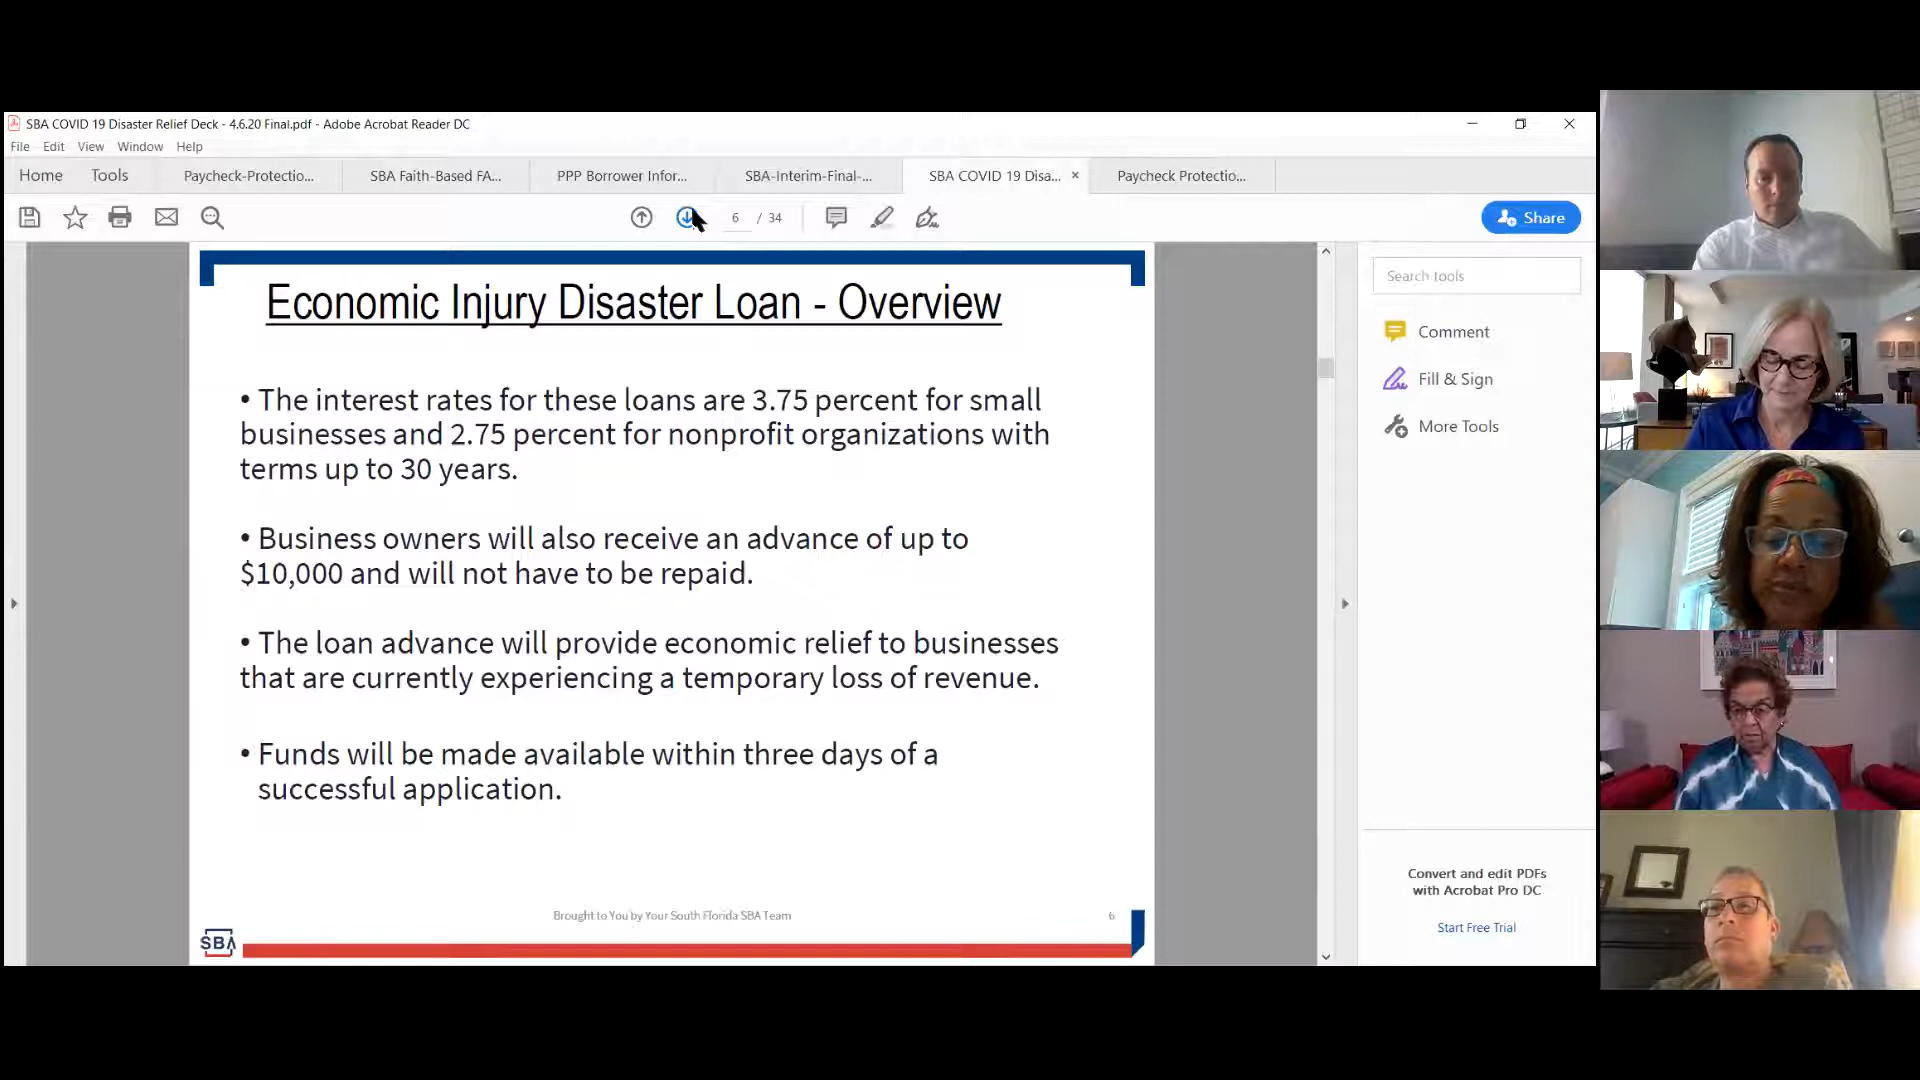 SBA COVID 19 Disaster Relief Deck - 4.6.20 Final.pdf - Adobe Acrobat Reader DC
File Edit View Window Help
Home Tools Paycheck-Protectio... SBA Faith-Based FA... PPP Borrower Infor... SBA-Interim-Final-... SBA COVID 19 Disa... × Paycheck Protectio...
6 / 34
Share
Search tools
Comment
Fill & Sign
More Tools
Economic Injury Disaster Loan - Overview
• The interest rates for these loans are 3.75 percent for small
businesses and 2.75 percent for nonprofit organizations with
terms up to 30 years.
• Business owners will also receive an advance of up to
$10,000 and will not have to be repaid.
• The loan advance will provide economic relief to businesses
that are currently experiencing a temporary loss of revenue.
• Funds will be made available within three days of a
successful application.
Brought to You by Your South Florida SBA Team
6
SBA
Convert and edit PDFs
with Acrobat Pro DC
Start Free Trial